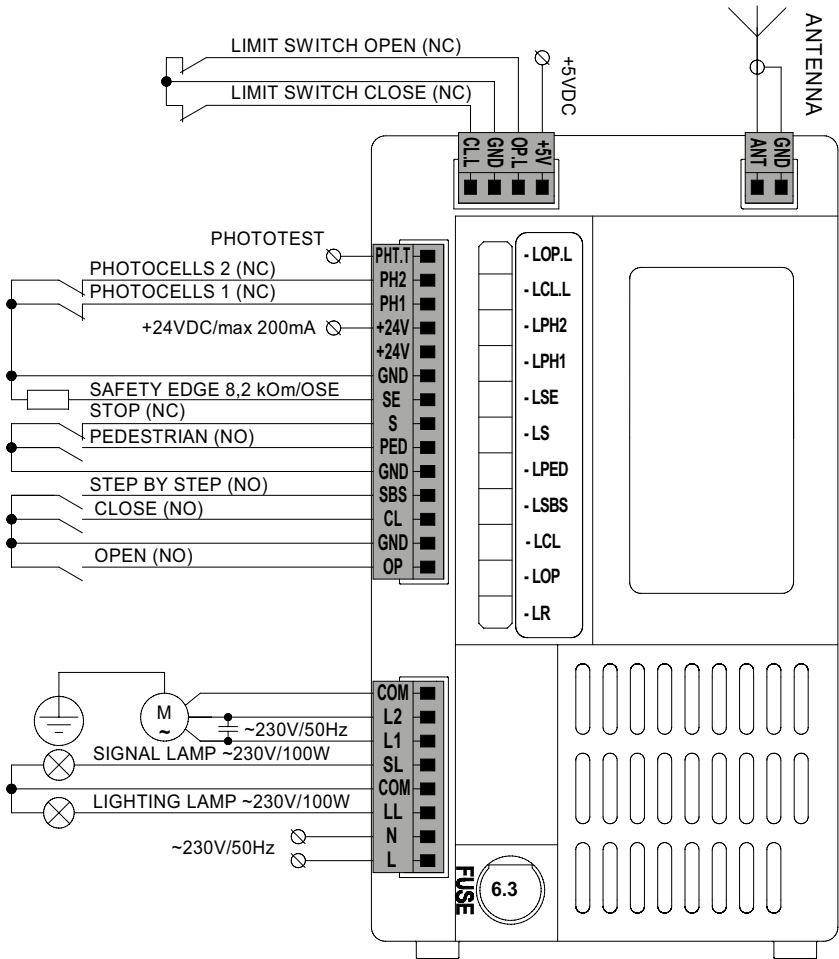 LIMIT SWITCH OPEN (NC)
LIMIT SWITCH CLOSE (NC)
+5VDC
ANTENNA
CL.L
GND
OP.L
+5V
ANT
GND
PHOTOTEST
PHT.T
PHOTOCELLS 2 (NC)
PH2
PHOTOCELLS 1 (NC)
PH1
+24VDC/max 200mA
+24V
+24V
GND
SAFETY EDGE 8,2 kOm/OSE
SE
STOP (NC)
S
PEDESTRIAN (NO)
PED
GND
STEP BY STEP (NO)
SBS
CLOSE (NO)
CL
GND
OPEN (NO)
OP
- LOP.L
- LCL.L
- LPH2
- LPH1
- LSE
- LS
- LPED
- LSBS
- LCL
- LOP
- LR
COM
M
~
L2
~230V/50Hz
L1
SIGNAL LAMP ~230V/100W
SL
COM
LIGHTING LAMP ~230V/100W
LL
N
~230V/50Hz
L
FUSE
6.3